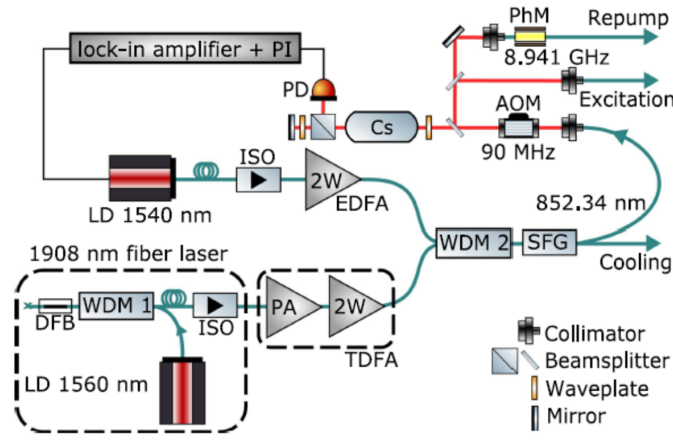 lock-in amplifier + PI
PhM
Repump
8.941 GHz
PD
Excitation
Cs
AOM
90 MHz
ISO
2W
EDFA
LD 1540 nm
852.34 nm
1908 nm fiber laser
WDM 2
SFG
Cooling
WDM 1
DFB
ISO
PA
2W
TDFA
LD 1560 nm
Collimator
Beamsplitter
Waveplate
Mirror